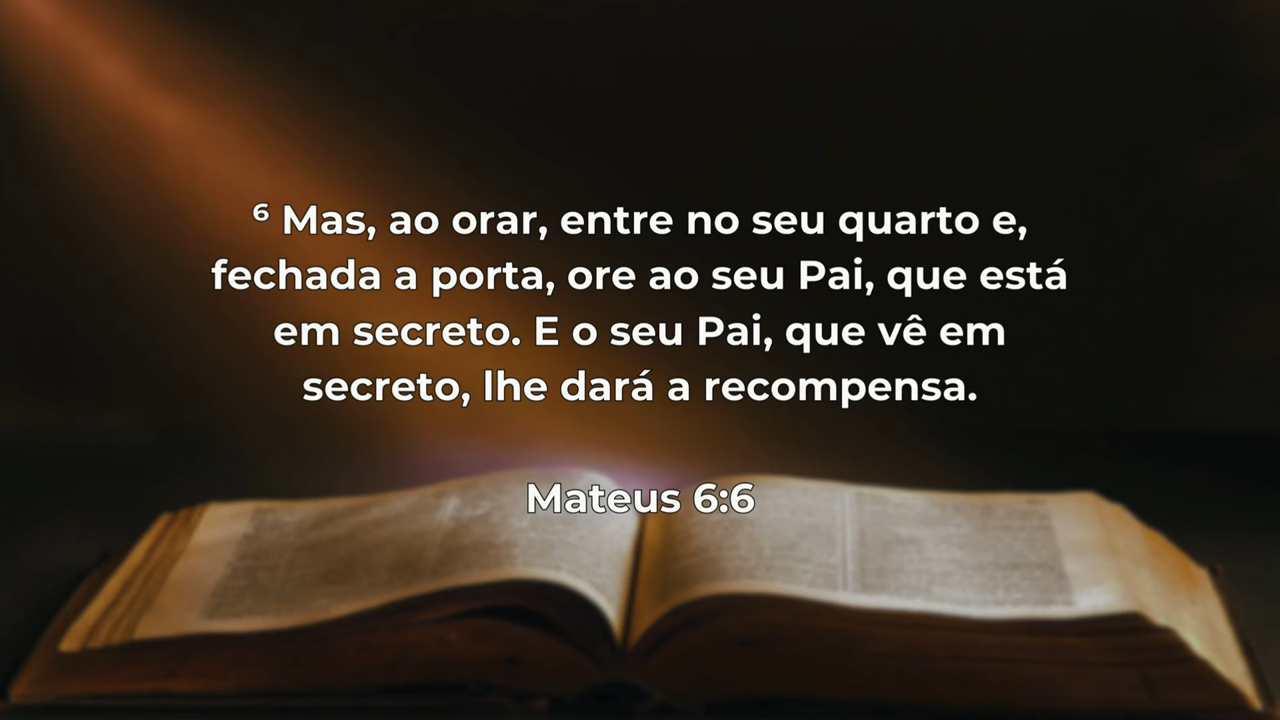 ⁶ Mas, ao orar, entre no seu quarto e,
fechada a porta, ore ao seu Pai, que está
em secreto. E o seu Pai, que vê em
secreto, lhe dará a recompensa.
Mateus 6:6